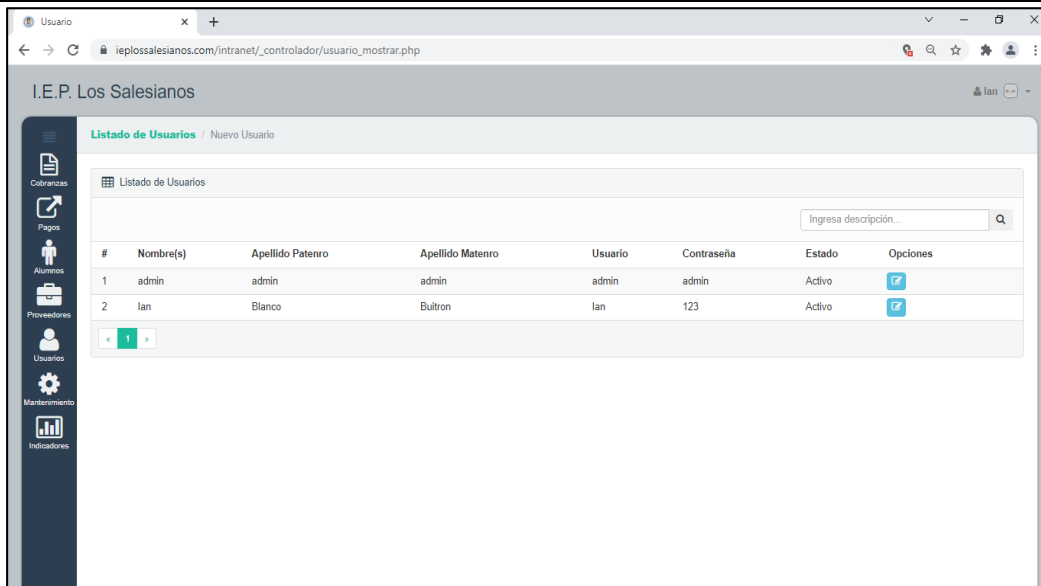 Usuario
ieplossalesianos.com/intranet/_controlador/usuario_mostrar.php
I.E.P. Los Salesianos
Ian
Listado de Usuarios / Nuevo Usuario
Cobranzas
Pagos
Alumnos
Proveedores
Usuarios
Mantenimiento
Indicadores
Listado de Usuarios
Ingresa descripción...
# Nombre(s) Apellido Patenro Apellido Matenro Usuario Contraseña Estado Opciones
1 admin admin admin admin admin Activo
2 Ian Blanco Buitron Ian 123 Activo
« 1 »